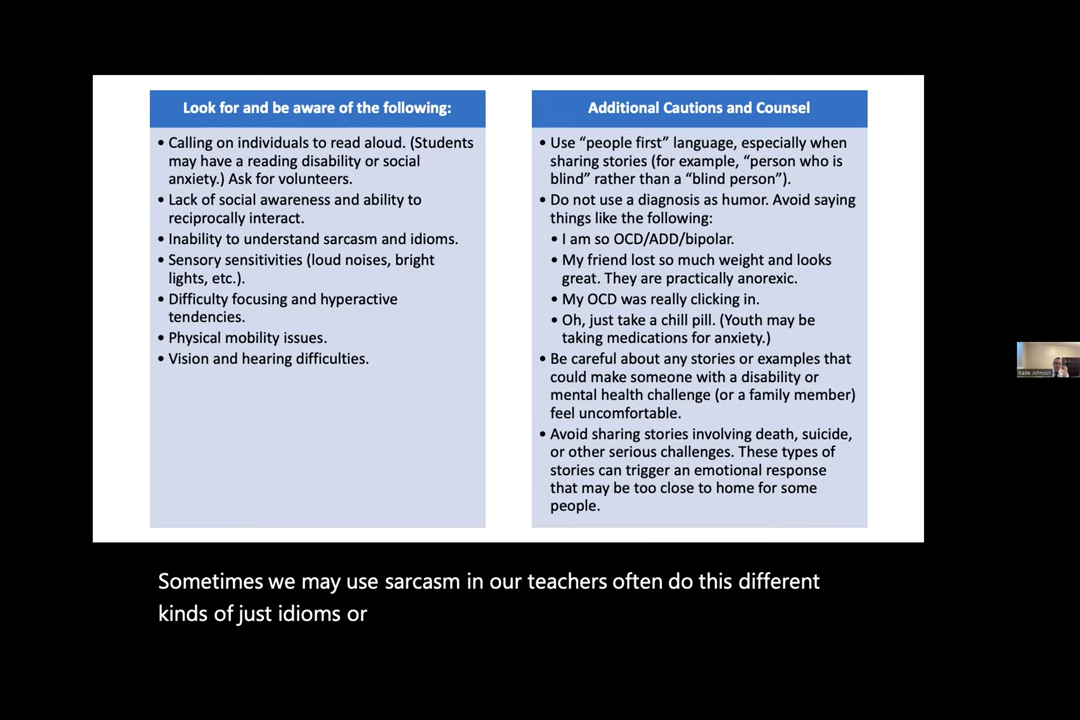 Look for and be aware of the following:
• Calling on individuals to read aloud. (Students
may have a reading disability or social
anxiety.) Ask for volunteers.
• Lack of social awareness and ability to
reciprocally interact.
• Inability to understand sarcasm and idioms.
• Sensory sensitivities (loud noises, bright
lights, etc.).
• Difficulty focusing and hyperactive
tendencies.
• Physical mobility issues.
• Vision and hearing difficulties.
Additional Cautions and Counsel
• Use “people first” language, especially when
sharing stories (for example, “person who is
blind” rather than a “blind person”).
• Do not use a diagnosis as humor. Avoid saying
things like the following:
• I am so OCD/ADD/bipolar.
• My friend lost so much weight and looks
great. They are practically anorexic.
• My OCD was really clicking in.
• Oh, just take a chill pill. (Youth may be
taking medications for anxiety.)
• Be careful about any stories or examples that
could make someone with a disability or
mental health challenge (or a family member)
feel uncomfortable.
• Avoid sharing stories involving death, suicide,
or other serious challenges. These types of
stories can trigger an emotional response
that may be too close to home for some
people.
Kade Johnson
Sometimes we may use sarcasm in our teachers often do this different
kinds of just idioms or